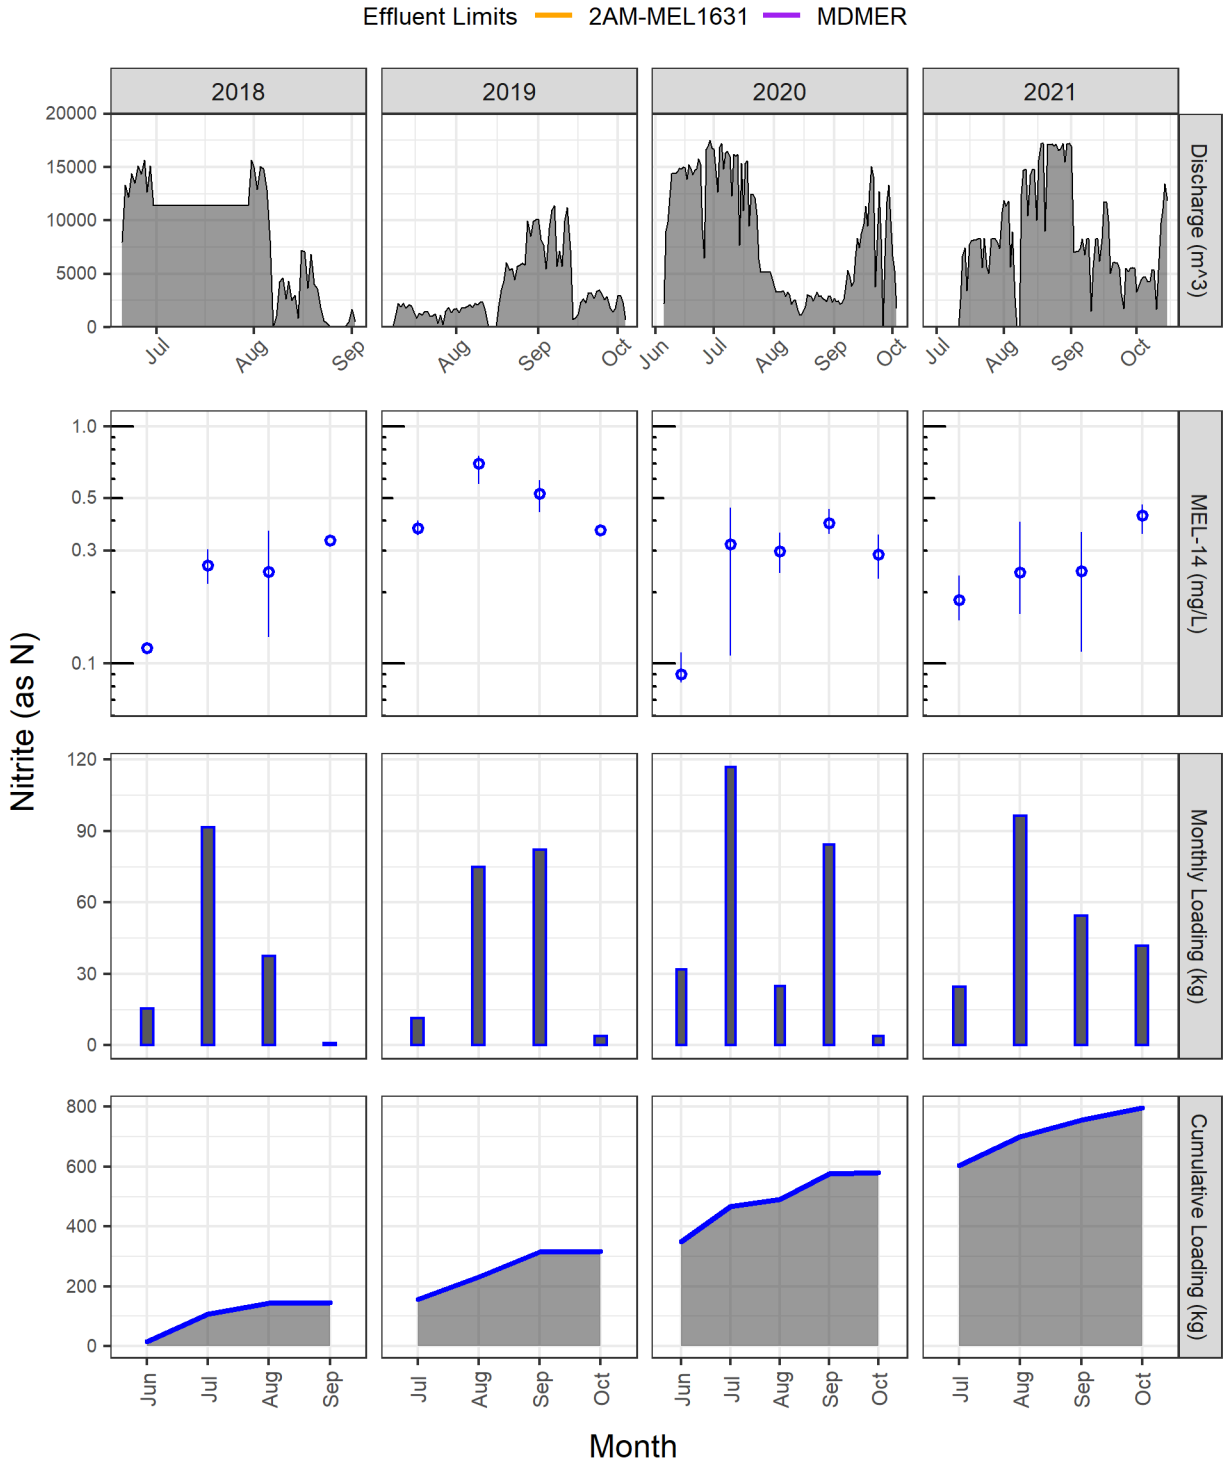 Effluent Limits 2AM-MEL1631 MDMER
2018 2019 2020 2021
20000
15000
10000
5000
0
Discharge (m^3)
Jul Aug Sep Aug Sep Oct Jun Jul Aug Sep Oct Jul Aug Sep Oct
1.0
0.5
0.3
0.1
MEL-14 (mg/L)
Nitrite (as N)
120
90
60
30
0
Monthly Loading (kg)
800
600
400
200
0
Cumulative Loading (kg)
Jun Jul Aug Sep Jul Aug Sep Oct Jun Jul Aug Sep Oct Jul Aug Sep Oct
Month